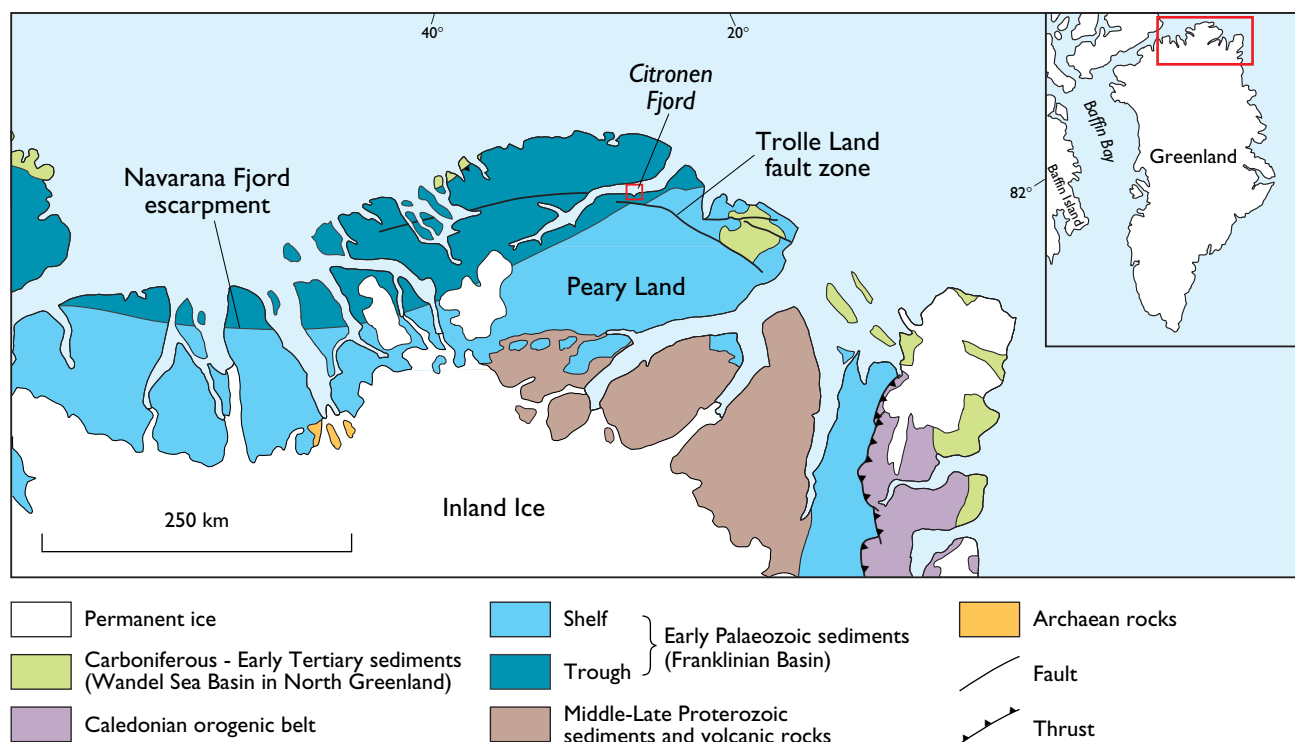 40°
20°
Citronen
Fjord
Trolle Land
fault zone
Navarana Fjord
escarpment
Peary Land
82°
Baffin Bay
Baffin Island
Greenland
Inland Ice
250 km
Permanent ice
Carboniferous - Early Tertiary sediments
(Wandel Sea Basin in North Greenland)
Caledonian orogenic belt
Shelf
Trough
Early Palaeozoic sediments
(Franklinian Basin)
Middle-Late Proterozoic
sediments and volcanic rocks
Archaean rocks
Fault
Thrust